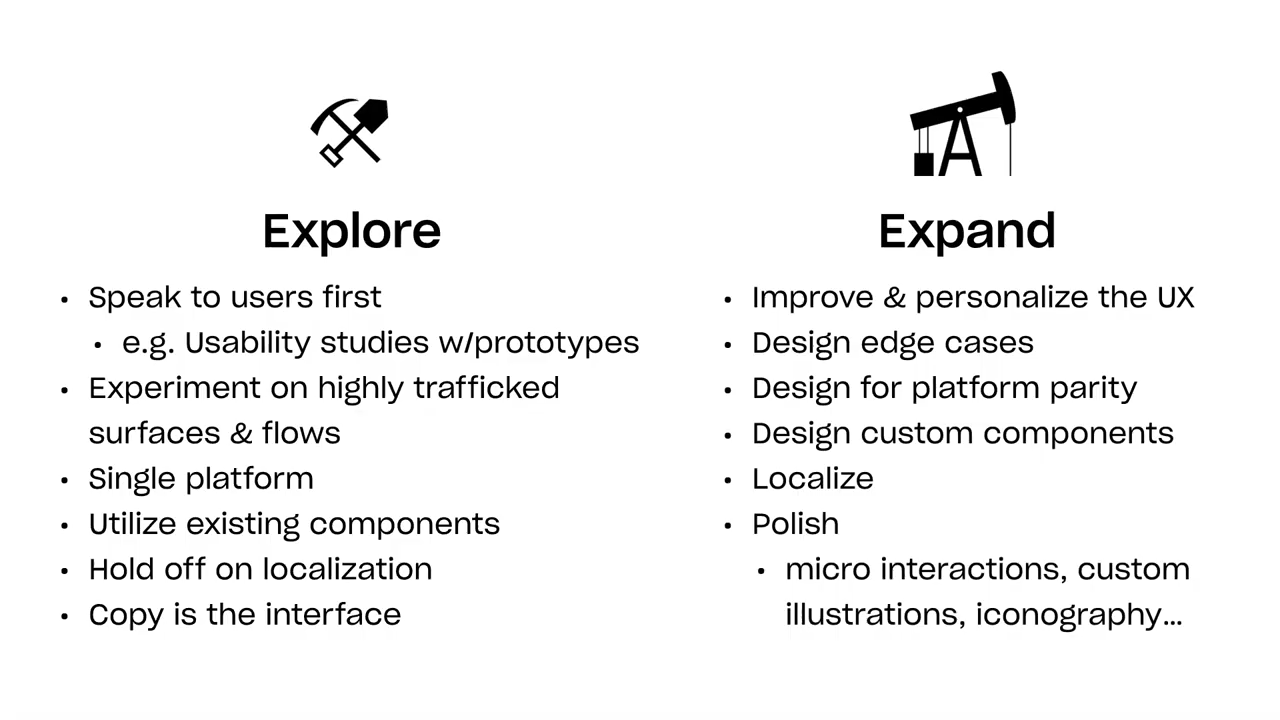 Explore
• Speak to users first
• e.g. Usability studies w/prototypes
• Experiment on highly trafficked
surfaces & flows
• Single platform
• Utilize existing components
• Hold off on localization
• Copy is the interface
Expand
• Improve & personalize the UX
• Design edge cases
• Design for platform parity
• Design custom components
• Localize
• Polish
• micro interactions, custom
illustrations, iconography...